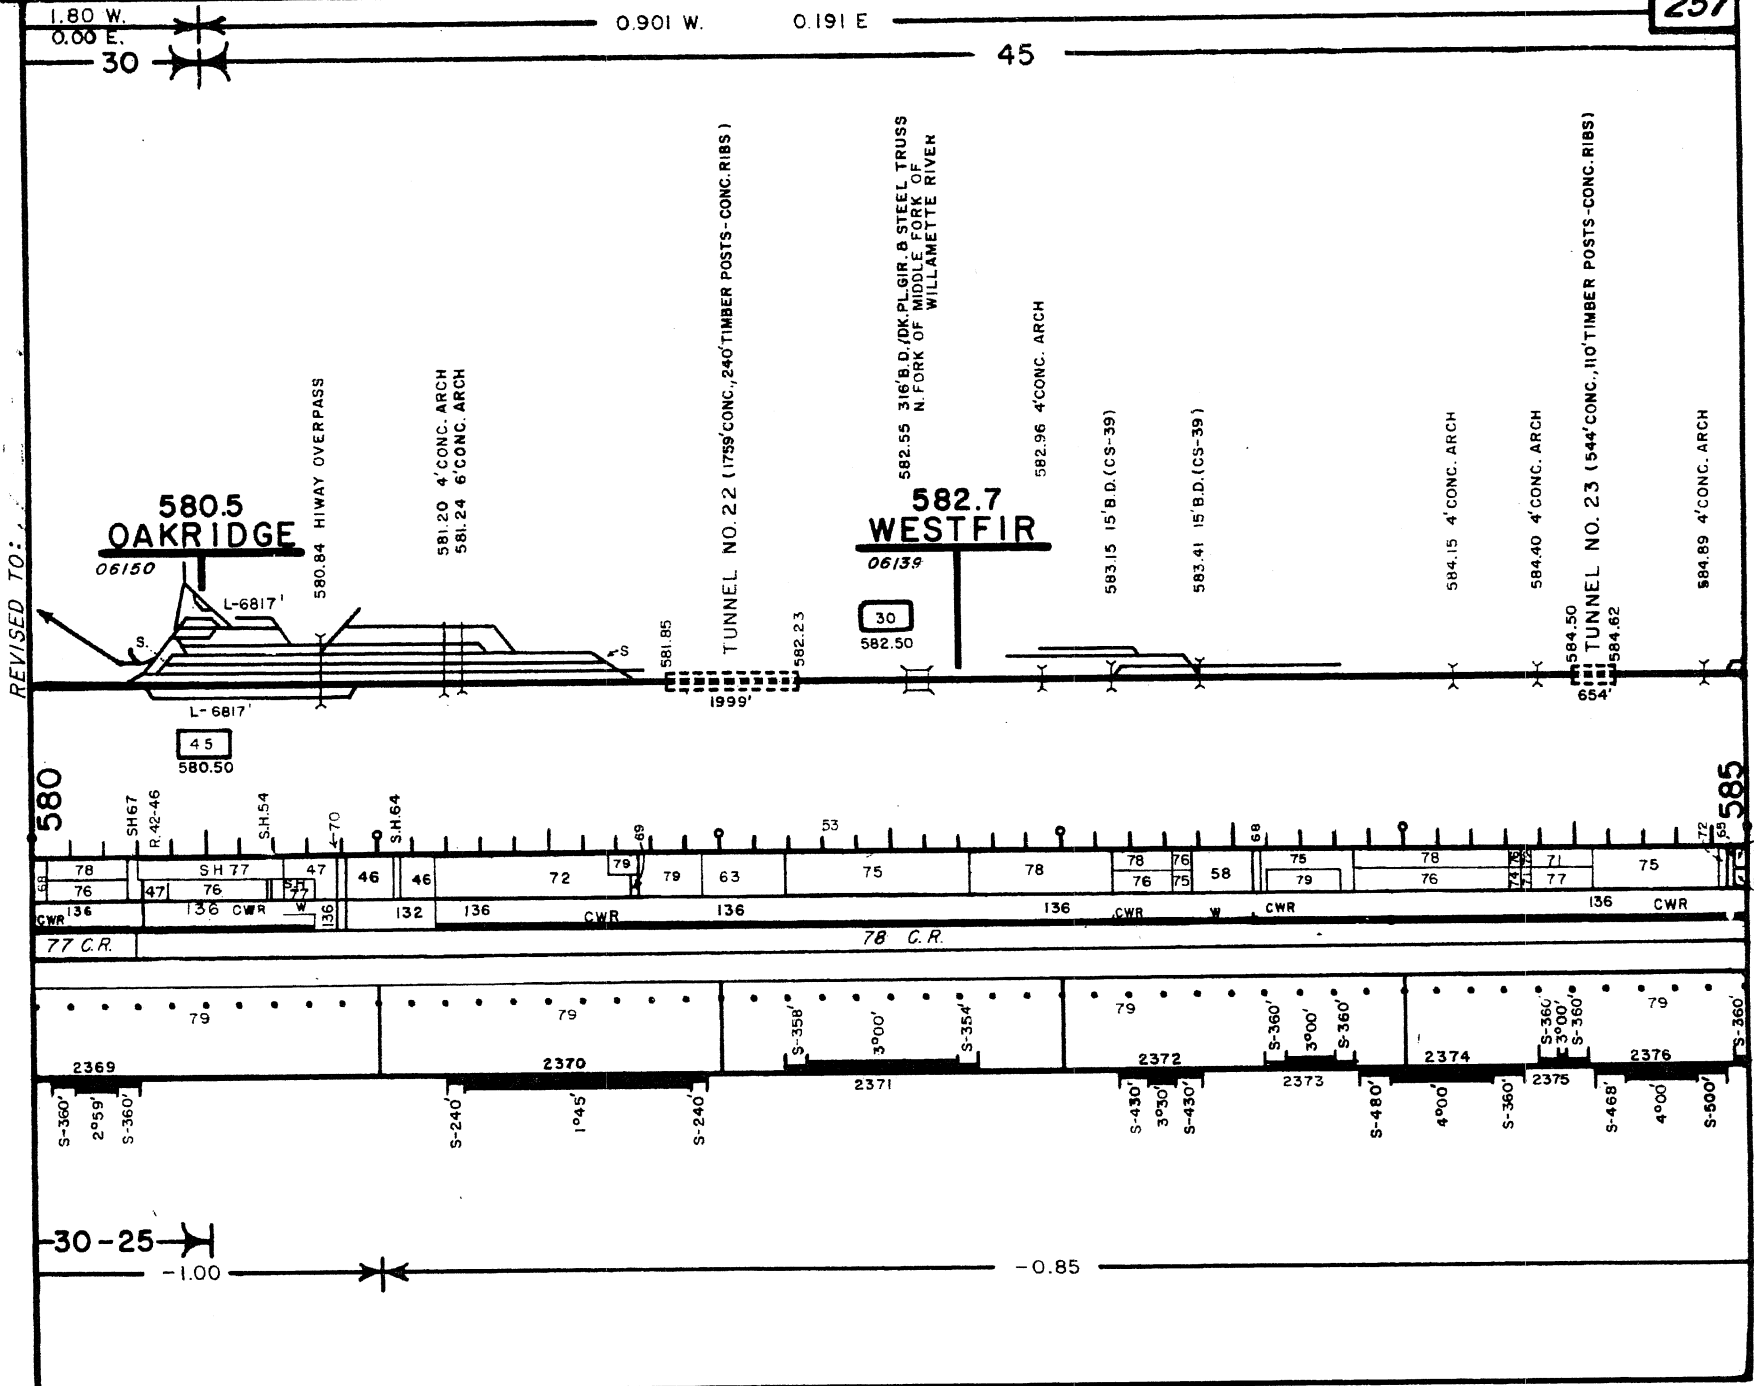 257
1.80 W.
0.00 E.
0.901 W. 0.191 E
30
45
REVISED TO:
580.5
OAKRIDGE
06150
L-6817'
S.
S
L-6817'
45
580.50
580.84 HIWAY OVERPASS
581.20 4' CONC. ARCH
581.24 6' CONC. ARCH
581.85
TUNNEL NO. 22 (1759' CONC., 240' TIMBER POSTS-CONC. RIBS)
582.23
1999'
582.55 316' B.D. (DK. PL. GIR. & STEEL TRUSS
N. FORK OF MIDDLE FORK OF
WILLAMETTE RIVER
582.7
WESTFIR
06139
30
582.50
582.96 4' CONC. ARCH
583.15 15' B.D. (CS-39)
583.41 15' B.D. (CS-39)
584.15 4' CONC. ARCH
584.40 4' CONC. ARCH
584.50
TUNNEL NO. 23 (544' CONC., 110' TIMBER POSTS-CONC. RIBS)
584.62
654'
584.89 4' CONC. ARCH
580
SH67
R.42-46
S.H.54
70
S.H.64
69
53
68
72
65
585
68 78 SH 77 47 46 46 72 79 79 63 75 78 78 76 58 75 78 71 75
76 47 76 SH 77 76 75 79 76 74 77
CWR 136 136 CWR W 136 132 136 CWR 136 136 CWR W CWR 136 CWR
77 C.R.
78 C.R.
79 79 79 79
2369 2370 2371 2372 2373 2374 2375 2376
S-358' 3°00' S-354' S-360' 3°00' S-360' S-360' 3°00' S-360' S-360'
S-360' 2°59' S-360' S-240' 1°45' S-240' S-430' 3°30' S-430' S-480' 4°00' S-360' S-468' 4°00' S-500'
30-25
-1.00
-0.85